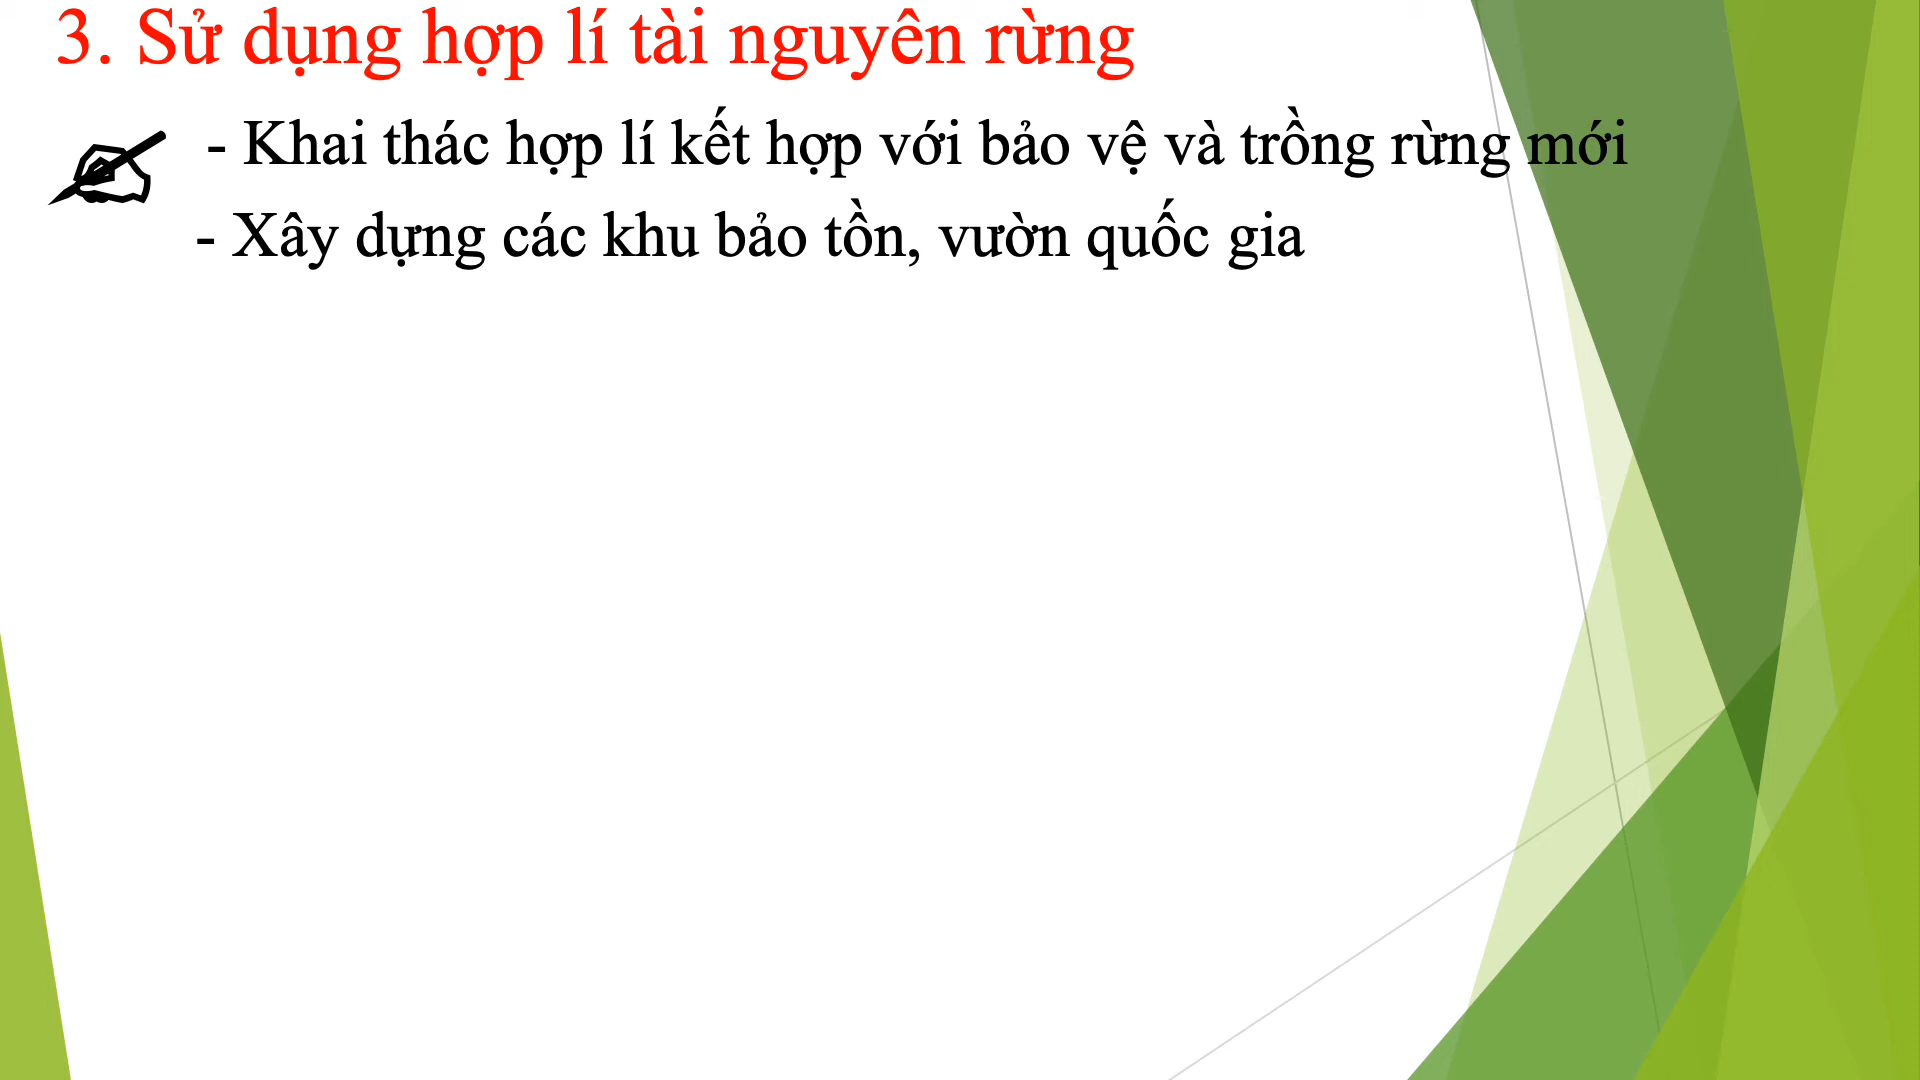 3. Sử dụng hợp lí tài nguyên rừng
- Khai thác hợp lí kết hợp với bảo vệ và trồng rừng mới
- Xây dựng các khu bảo tồn, vườn quốc gia